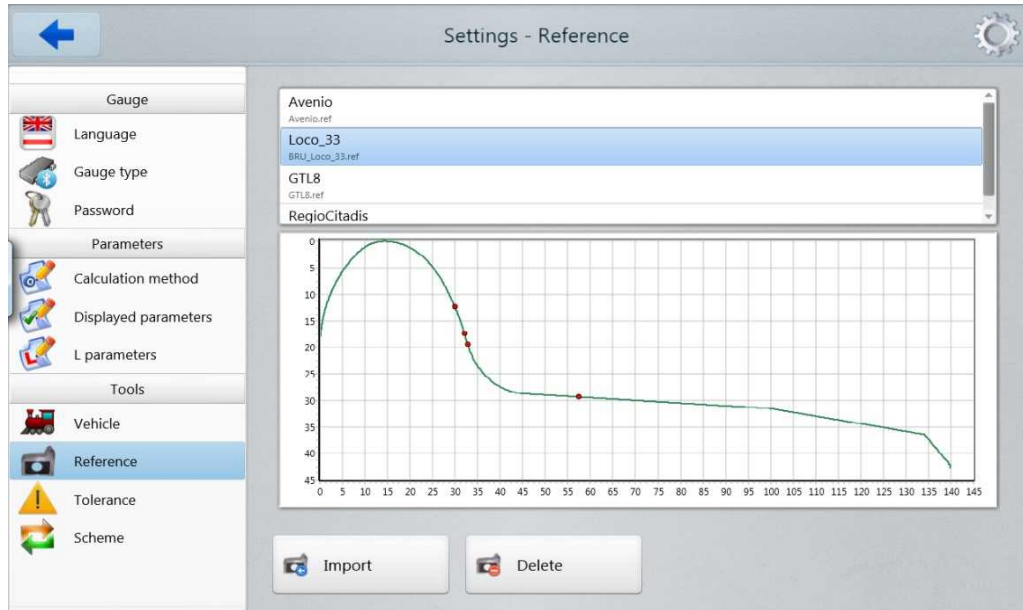 Settings - Reference
Gauge
Language
Gauge type
Password
Parameters
Calculation method
Displayed parameters
L parameters
Tools
Vehicle
Reference
Tolerance
Scheme
Avenio
Avenio.ref
Loco_33
BRU_Loco_33.ref
GTL8
GTL8.ref
RegioCitadis
0
5
10
15
20
25
30
35
40
45
0 5 10 15 20 25 30 35 40 45 50 55 60 65 70 75 80 85 90 95 100 105 110 115 120 125 130 135 140 145
Import
Delete